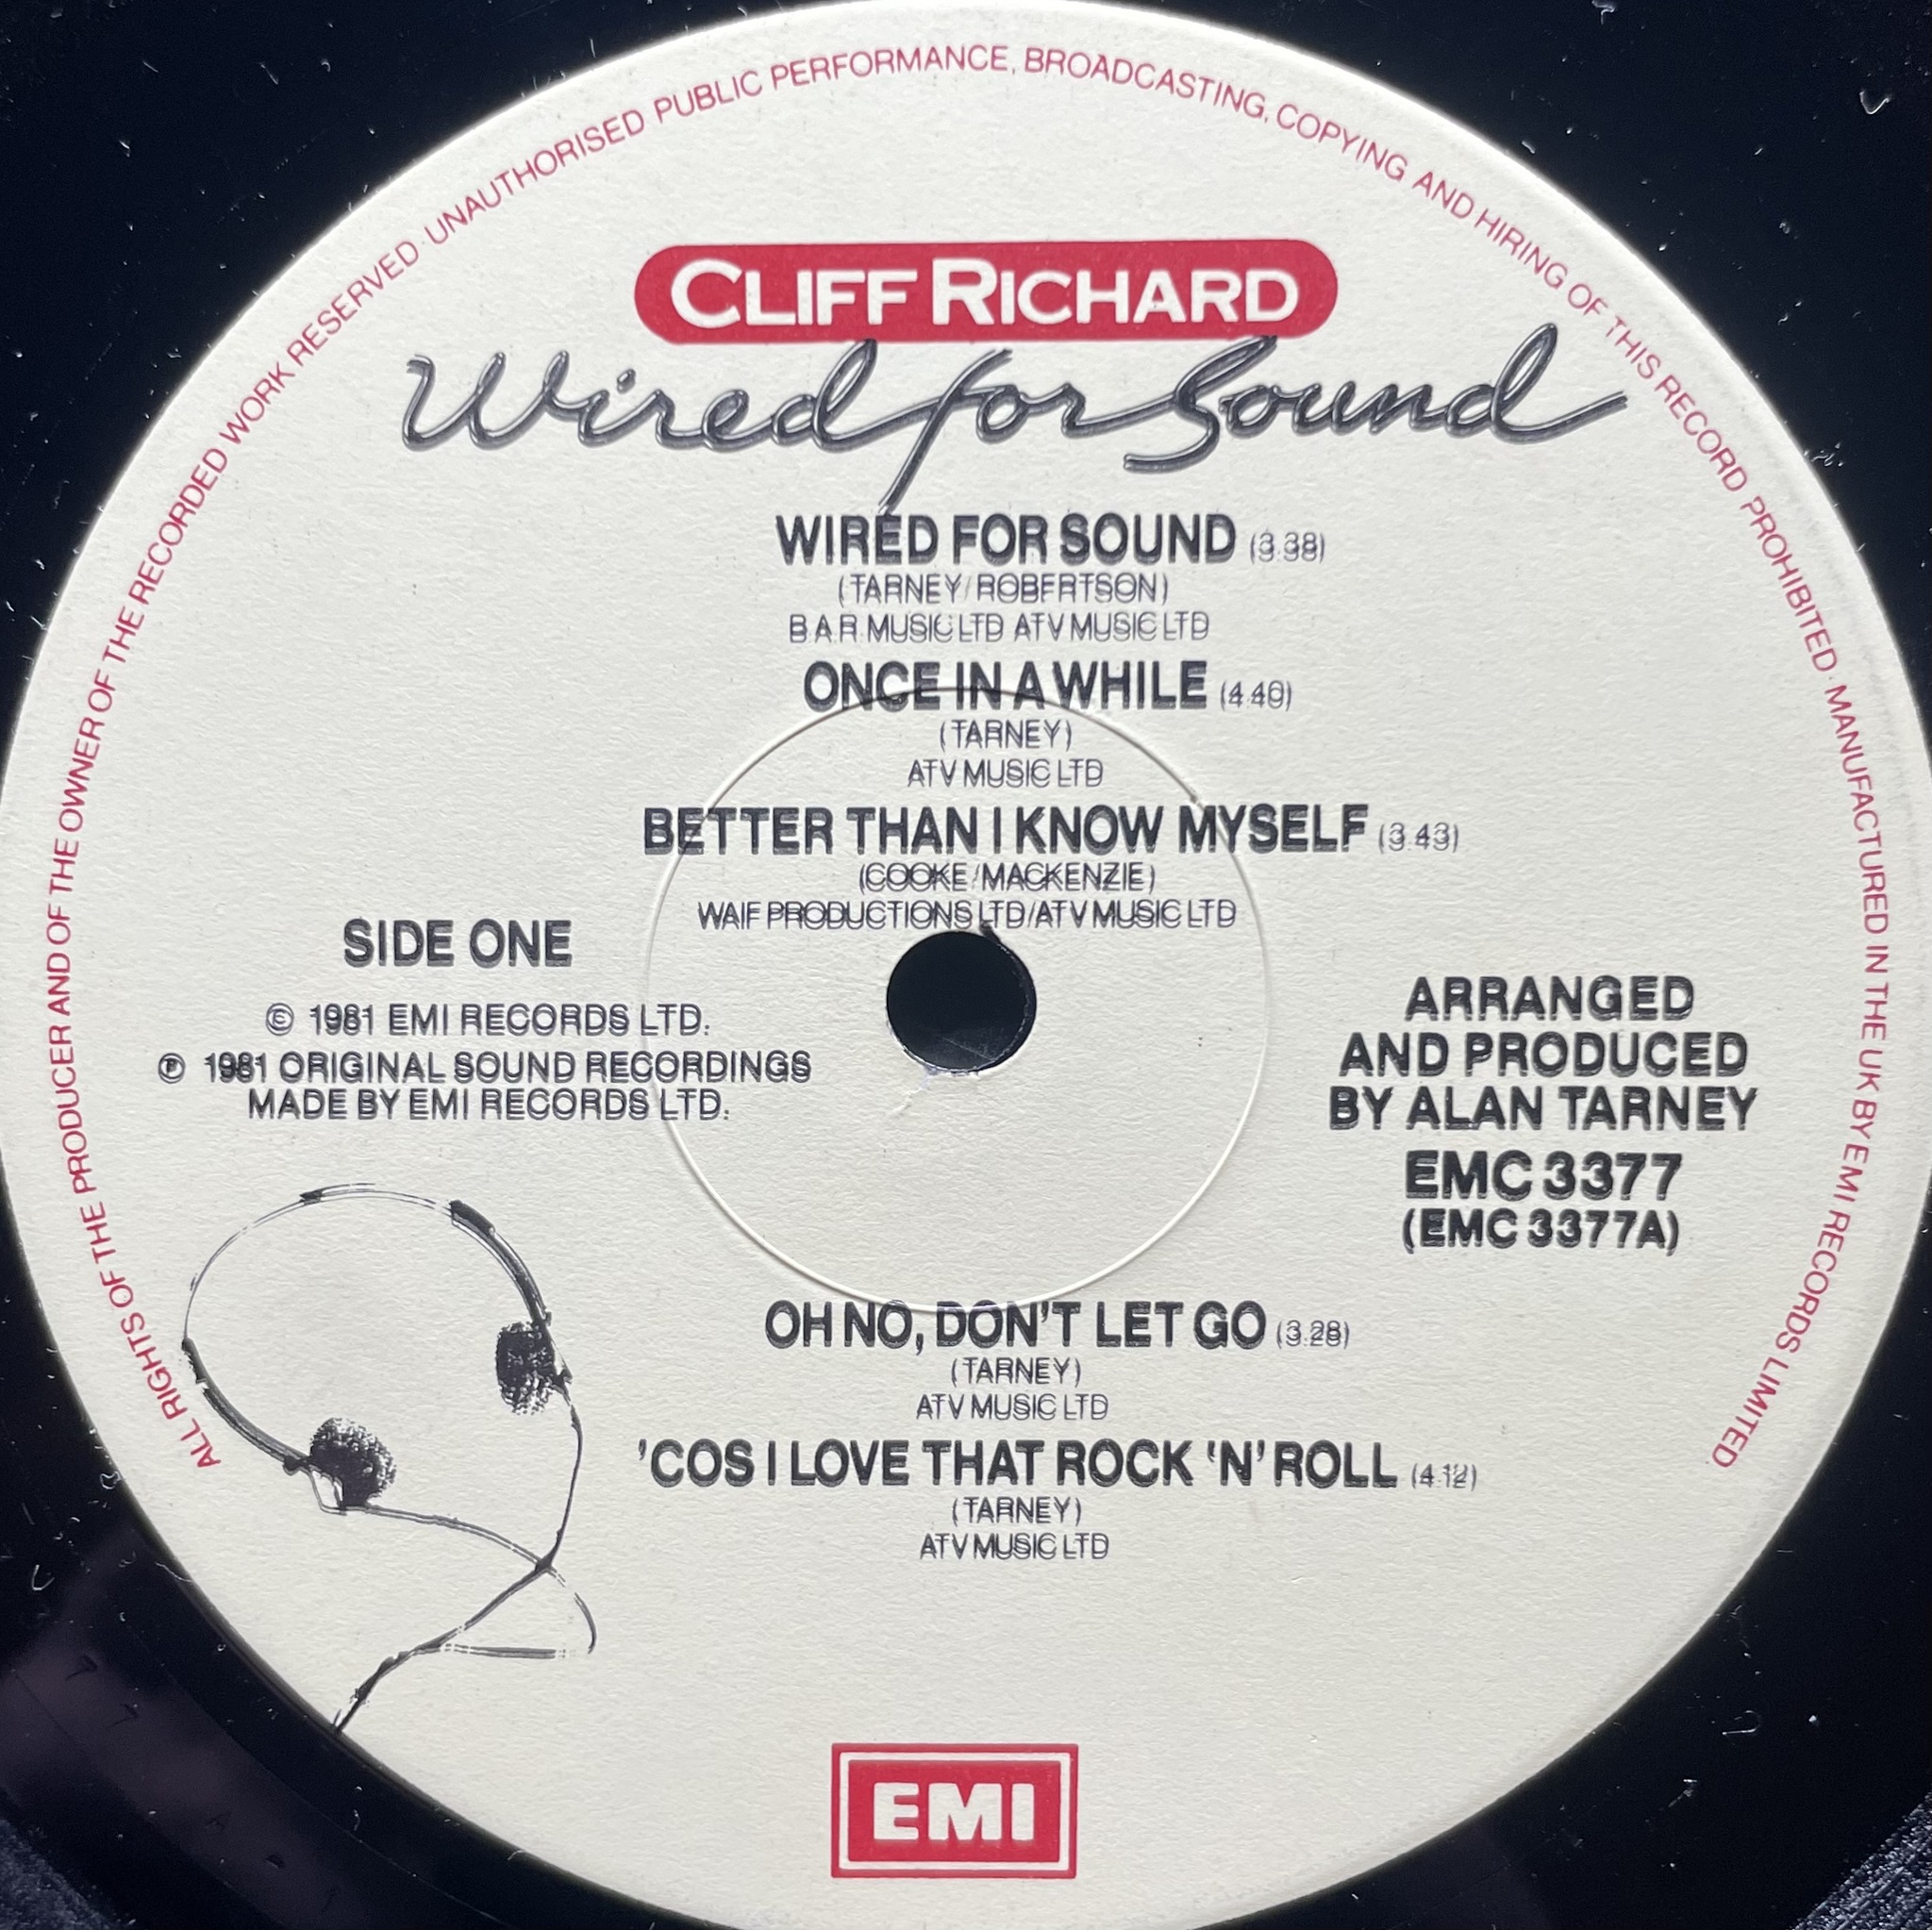 ALL RIGHTS OF THE PRODUCER AND OF THE OWNER OF THE RECORDED WORK RESERVED · UNAUTHORISED PUBLIC PERFORMANCE, BROADCASTING, COPYING AND HIRING OF THIS RECORD PROHIBITED · MANUFACTURED IN THE UK BY EMI RECORDS LIMITED
CLIFF RICHARD
Wired for Sound
WIRED FOR SOUND (3.38)
(TARNEY/ROBERTSON)
B.A.R. MUSIC LTD ATV MUSIC LTD
ONCE IN A WHILE (4.40)
(TARNEY)
ATV MUSIC LTD
BETTER THAN I KNOW MYSELF (3.43)
(COOKE/MACKENZIE)
WAIF PRODUCTIONS LTD/ATV MUSIC LTD
SIDE ONE
© 1981 EMI RECORDS LTD.
℗ 1981 ORIGINAL SOUND RECORDINGS
MADE BY EMI RECORDS LTD.
ARRANGED
AND PRODUCED
BY ALAN TARNEY
EMC 3377
(EMC 3377A)
OH NO, DON'T LET GO (3.28)
(TARNEY)
ATV MUSIC LTD
'COS I LOVE THAT ROCK 'N' ROLL (4.12)
(TARNEY)
ATV MUSIC LTD
EMI